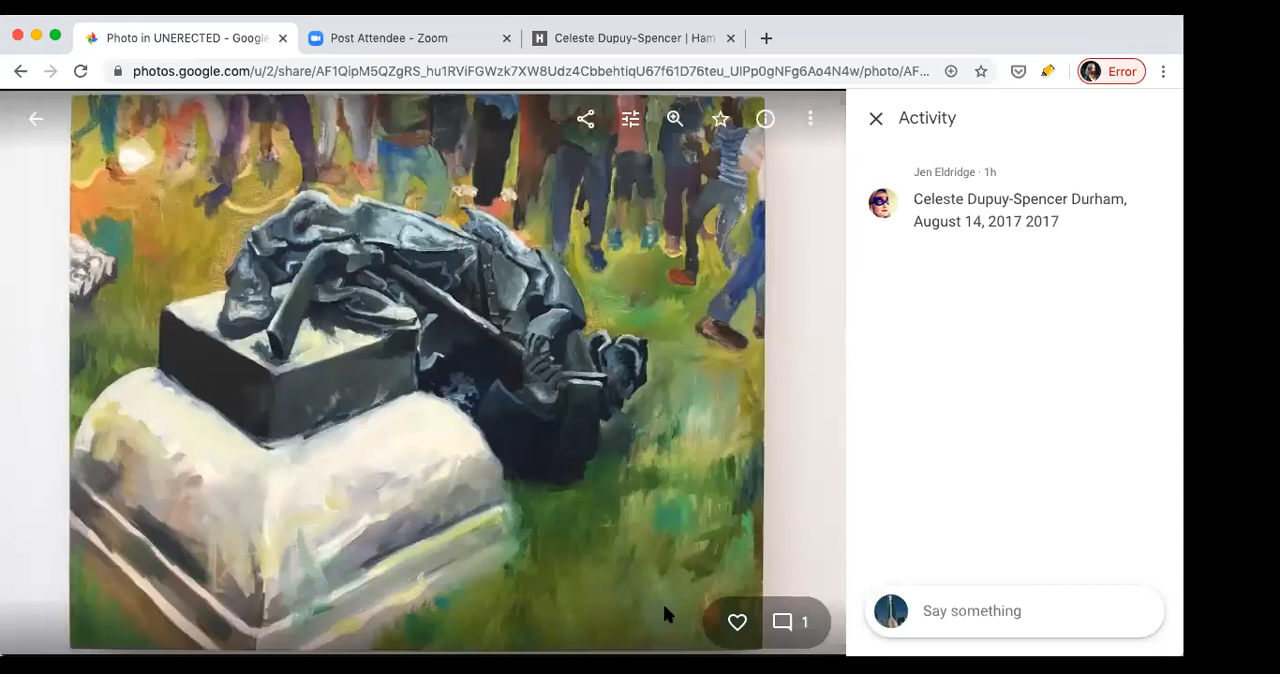 Photo in UNERECTED - Google
Post Attendee - Zoom
H
Celeste Dupuy-Spencer | Ham
photos.google.com/u/2/share/AF1QipM5QZgRS_hu1RViFGWzk7XW8Udz4CbbehtiqU67f61D76teu_UlPp0gNFg6Ao4N4w/photo/AF...
Error
Activity
Jen Eldridge · 1h
Celeste Dupuy-Spencer Durham,
August 14, 2017 2017
1
Say something